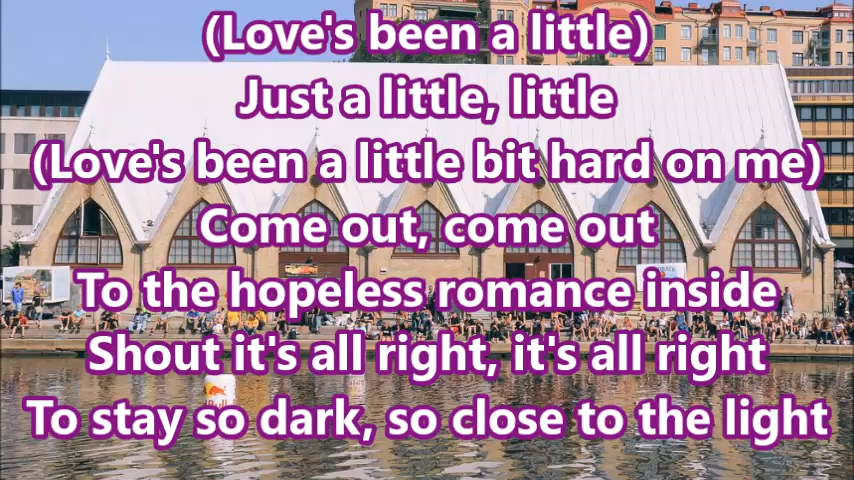 (Love's been a little)
Just a little, little
(Love's been a little bit hard on me)
Come out, come out
To the hopeless romance inside
Shout it's all right, it's all right
To stay so dark, so close to the light
Bull